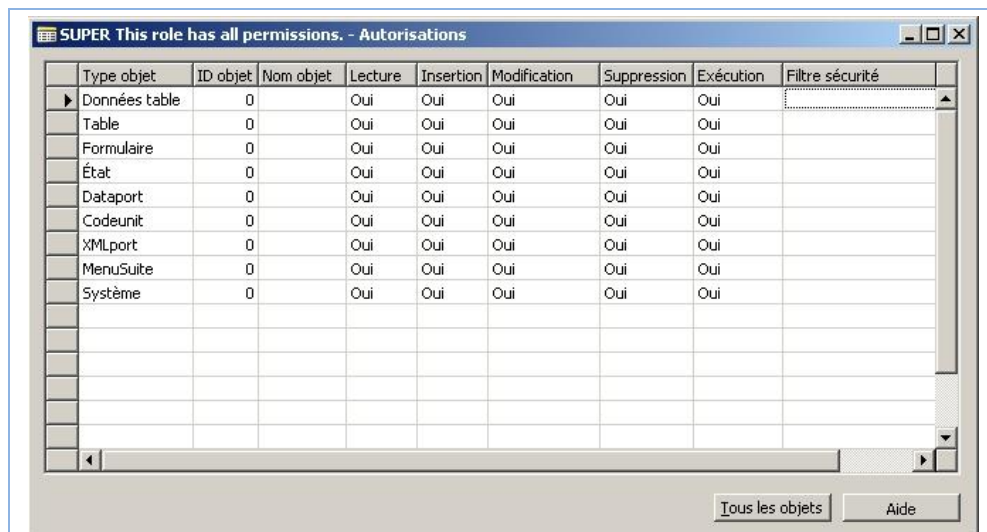 SUPER This role has all permissions. - Autorisations
Type objet ID objet Nom objet Lecture Insertion Modification Suppression Exécution Filtre sécurité
Données table 0 Oui Oui Oui Oui Oui
Table 0 Oui Oui Oui Oui Oui
Formulaire 0 Oui Oui Oui Oui Oui
État 0 Oui Oui Oui Oui Oui
Dataport 0 Oui Oui Oui Oui Oui
Codeunit 0 Oui Oui Oui Oui Oui
XMLport 0 Oui Oui Oui Oui Oui
MenuSuite 0 Oui Oui Oui Oui Oui
Système 0 Oui Oui Oui Oui Oui
Tous les objets Aide